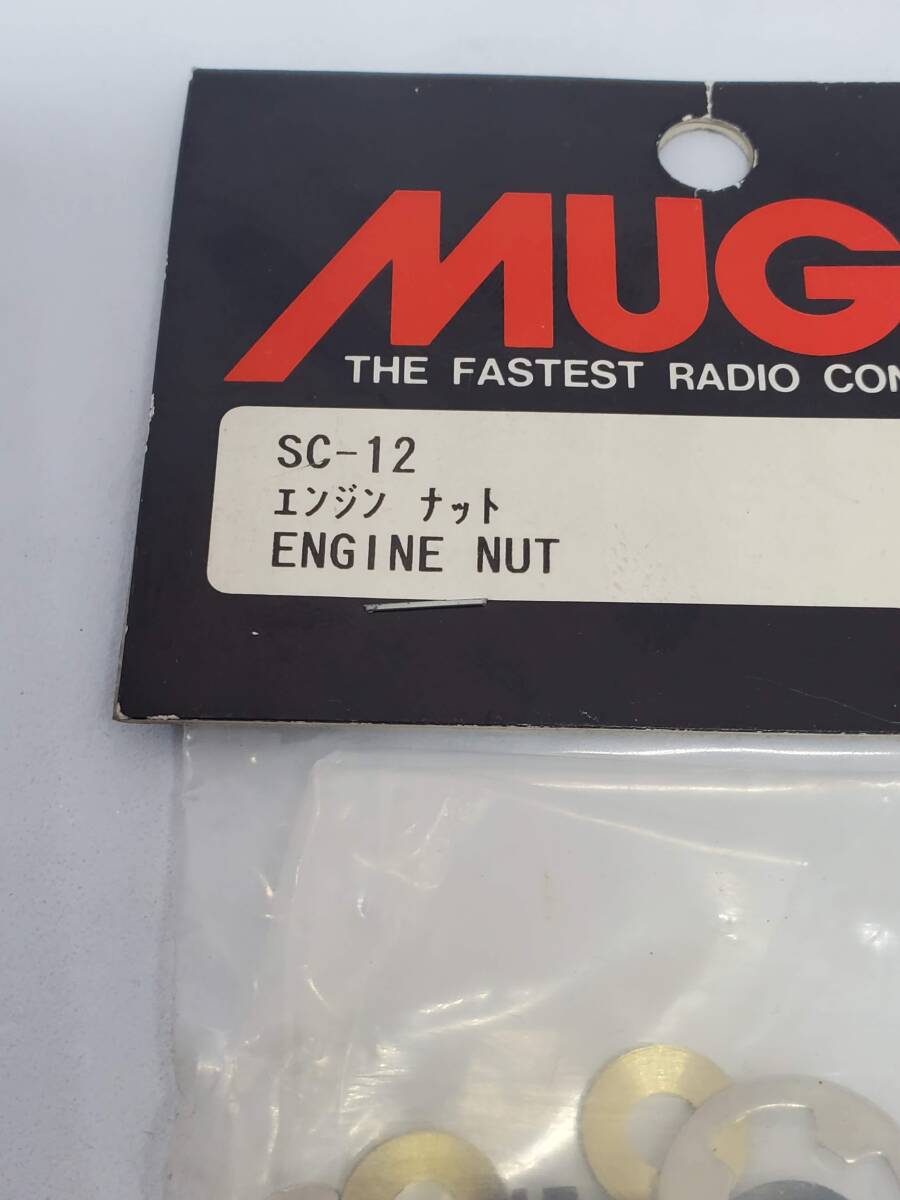 MUG
THE FASTEST RADIO CON
SC-12
エンジン ナット
ENGINE NUT